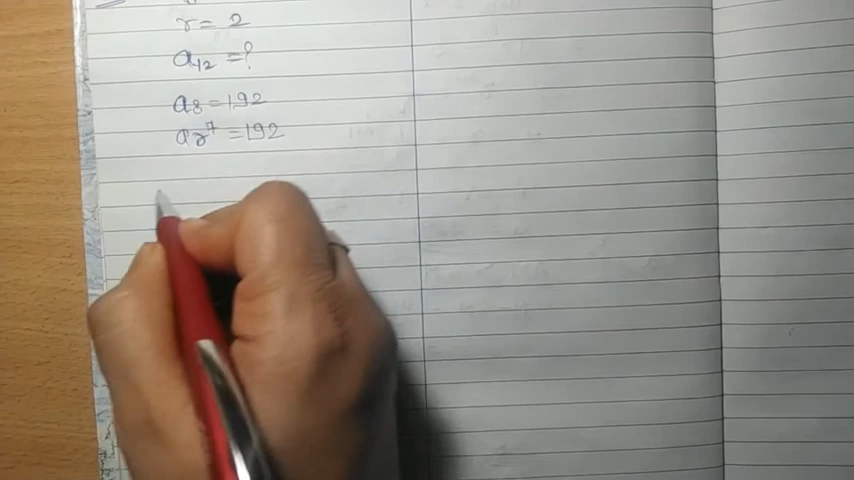 r = 2
a₁₂ = ?
a₈ = 192
ar⁷ = 192